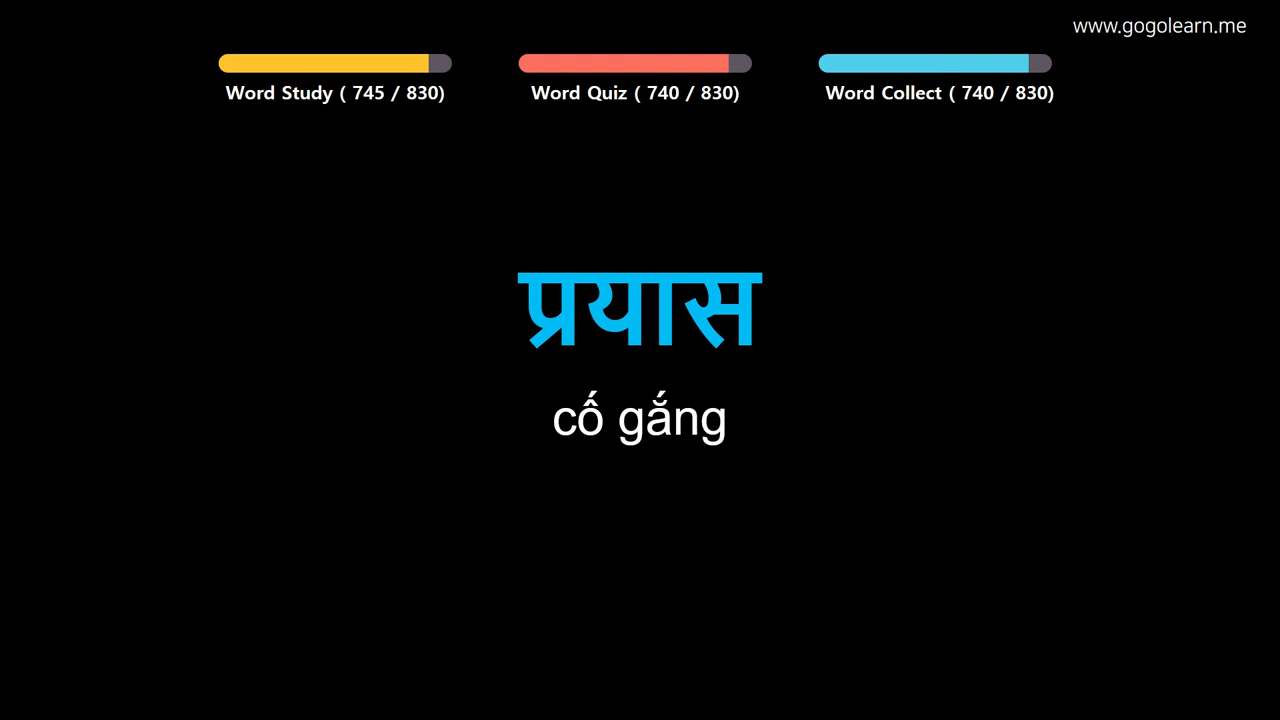 www.gogolearn.me
Word Study ( 745 / 830)
Word Quiz ( 740 / 830)
Word Collect ( 740 / 830)
प्रयास
cố gắng